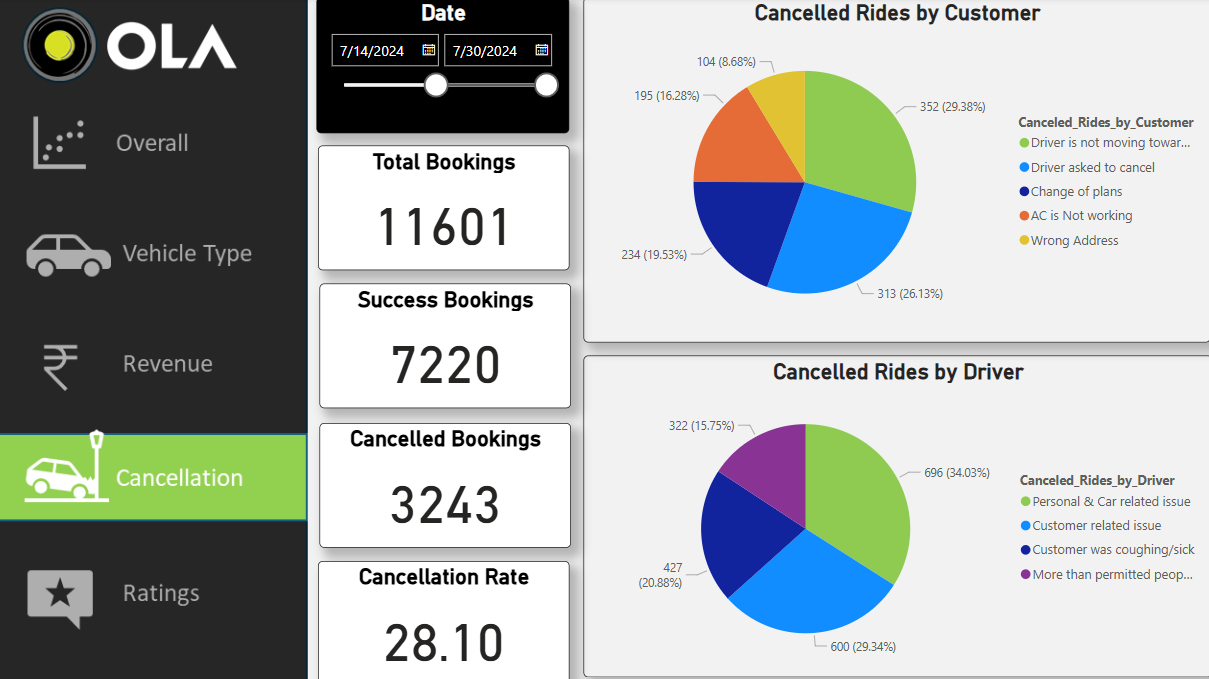 OLA
Overall
Vehicle Type
Revenue
Cancellation
Ratings
Date
7/14/2024
7/30/2024
Total Bookings
11601
Success Bookings
7220
Cancelled Bookings
3243
Cancellation Rate
28.10
Cancelled Rides by Customer
104 (8.68%)
195 (16.28%)
352 (29.38%)
234 (19.53%)
313 (26.13%)
Canceled_Rides_by_Customer
Driver is not moving towar...
Driver asked to cancel
Change of plans
AC is Not working
Wrong Address
Cancelled Rides by Driver
322 (15.75%)
696 (34.03%)
427
(20.88%)
600 (29.34%)
Canceled_Rides_by_Driver
Personal & Car related issue
Customer related issue
Customer was coughing/sick
More than permitted peop...